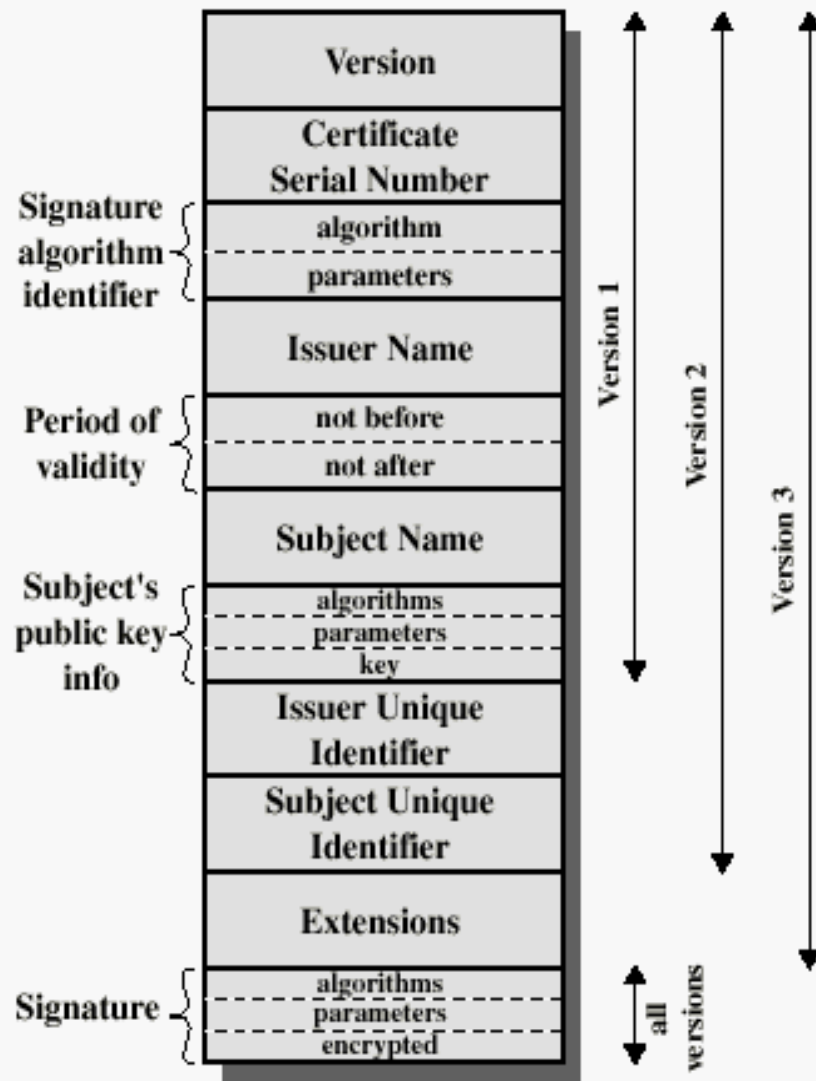 Version
Certificate
Serial Number
Signature
algorithm
identifier
algorithm
parameters
Issuer Name
Period of
validity
not before
not after
Subject Name
Subject's
public key
info
algorithms
parameters
key
Issuer Unique
Identifier
Subject Unique
Identifier
Extensions
Signature
algorithms
parameters
encrypted
Version 1
Version 2
Version 3
all
versions